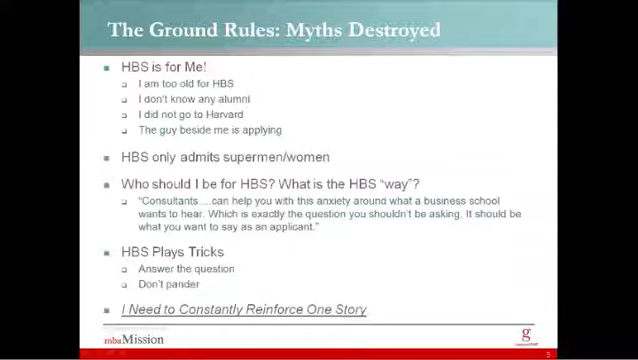 The Ground Rules: Myths Destroyed
HBS is for Me!
I am too old for HBS
I don't know any alumni
I did not go to Harvard
The guy beside me is applying
HBS only admits supermen/women
Who should I be for HBS? What is the HBS "way"?
"Consultants….can help you with this anxiety around what a business school
wants to hear. Which is exactly the question you shouldn't be asking. It should be
what you want to say as an applicant."
HBS Plays Tricks
Answer the question
Don't pander
I Need to Constantly Reinforce One Story
mbaMission
g
5